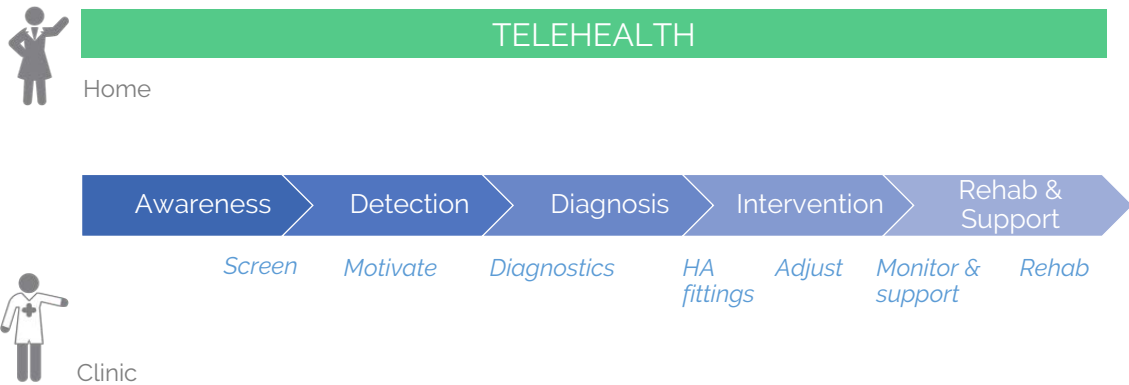 TELEHEALTH
Home
Awareness
Detection
Diagnosis
Intervention
Rehab &
Support
Screen
Motivate
Diagnostics
HA
fittings
Adjust
Monitor &
support
Rehab
Clinic